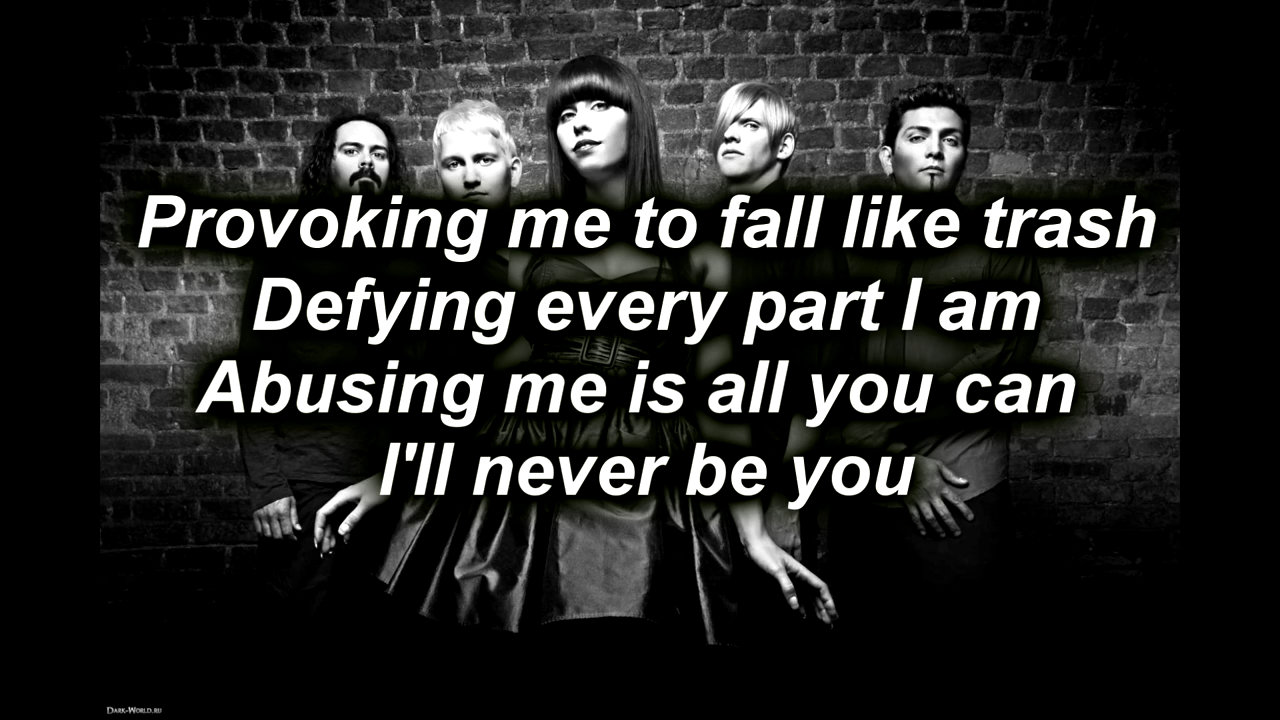 Provoking me to fall like trash
Defying every part I am
Abusing me is all you can
I'll never be you
Dark-World.ru